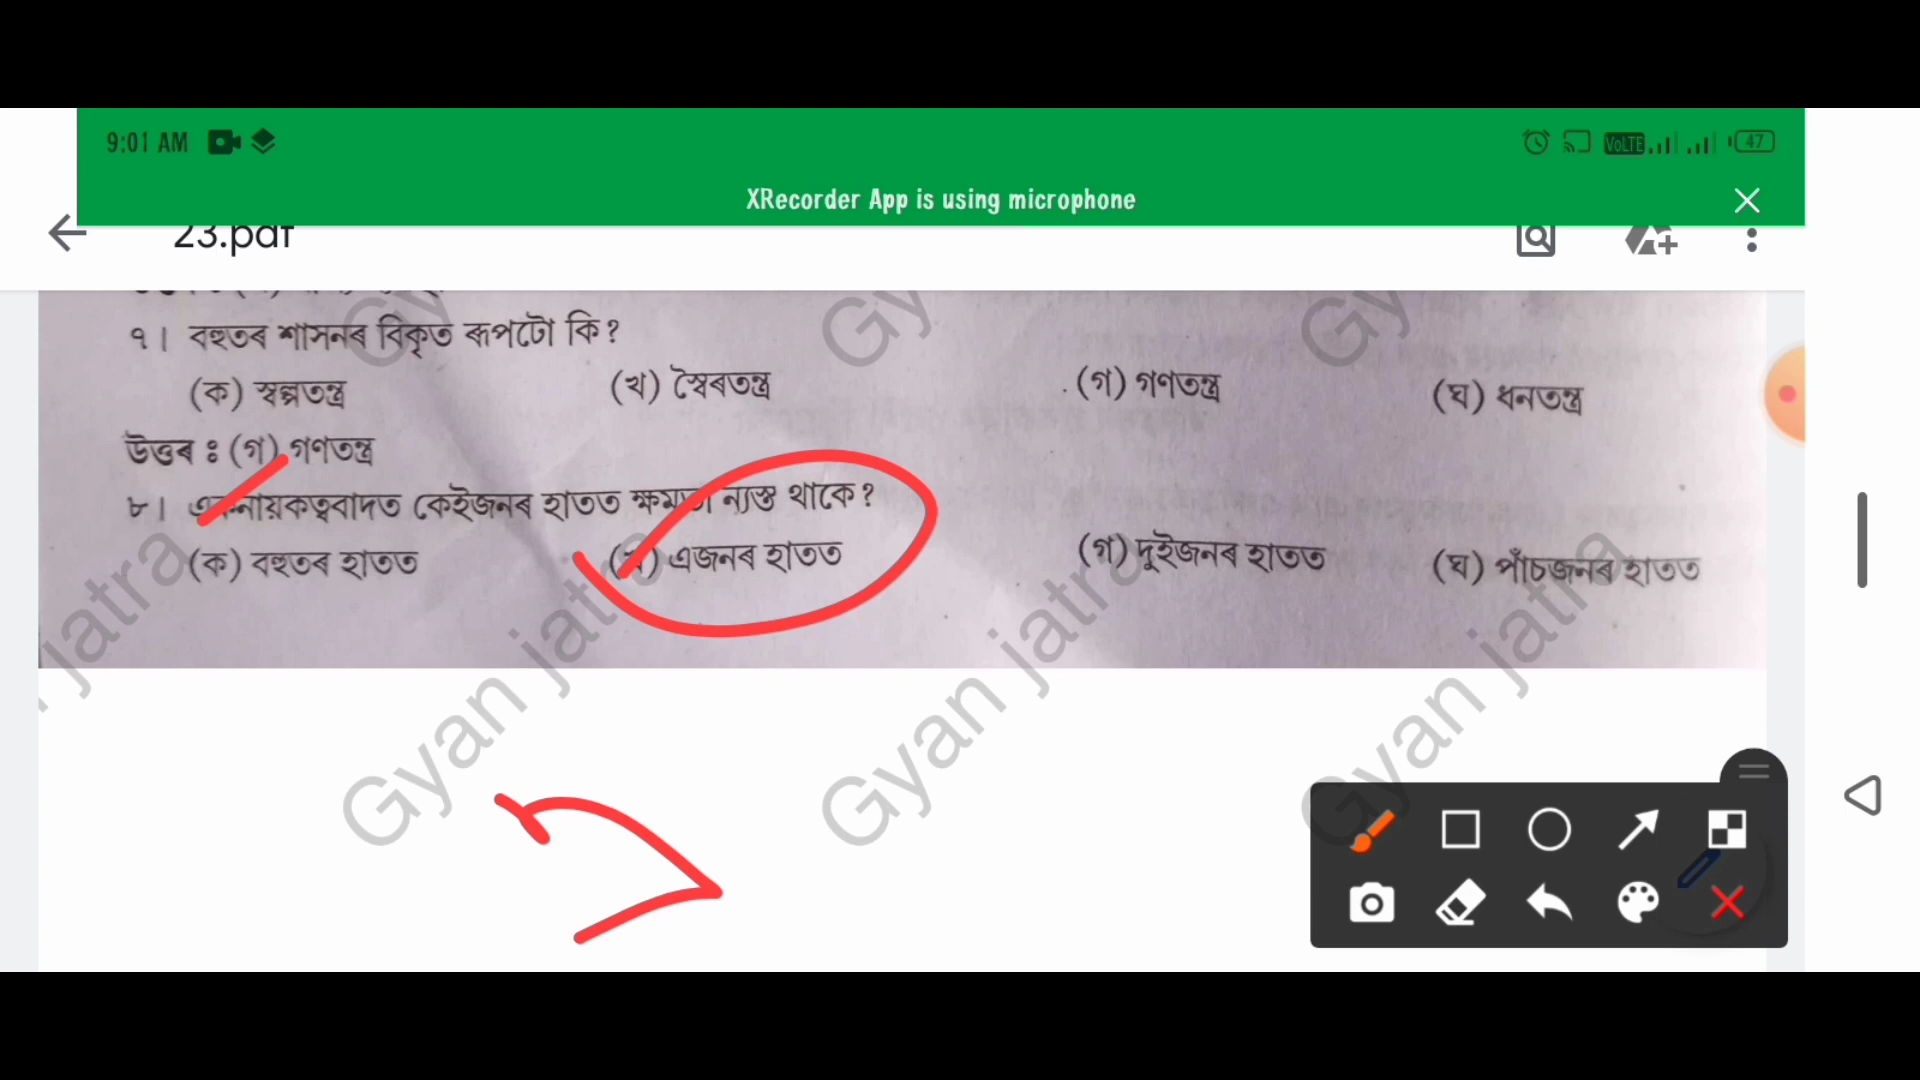 9:01 AM
VoLTE
47
XRecorder App is using microphone
23.pdf
৭। বহুতৰ শাসনৰ বিকৃত ৰূপটো কি?
(ক) স্বল্পতন্ত্ৰ (খ) স্বৈৰতন্ত্ৰ (গ) গণতন্ত্ৰ (ঘ) ধনতন্ত্ৰ
উত্তৰ : (গ) গণতন্ত্ৰ
৮। একনায়কত্ববাদত কেইজনৰ হাতত ক্ষমতা ন্যস্ত থাকে?
(ক) বহুতৰ হাতত (খ) এজনৰ হাতত (গ) দুইজনৰ হাতত (ঘ) পাঁচজনৰ হাতত
Gyan jatra
Gyan jatra
Gyan jatra